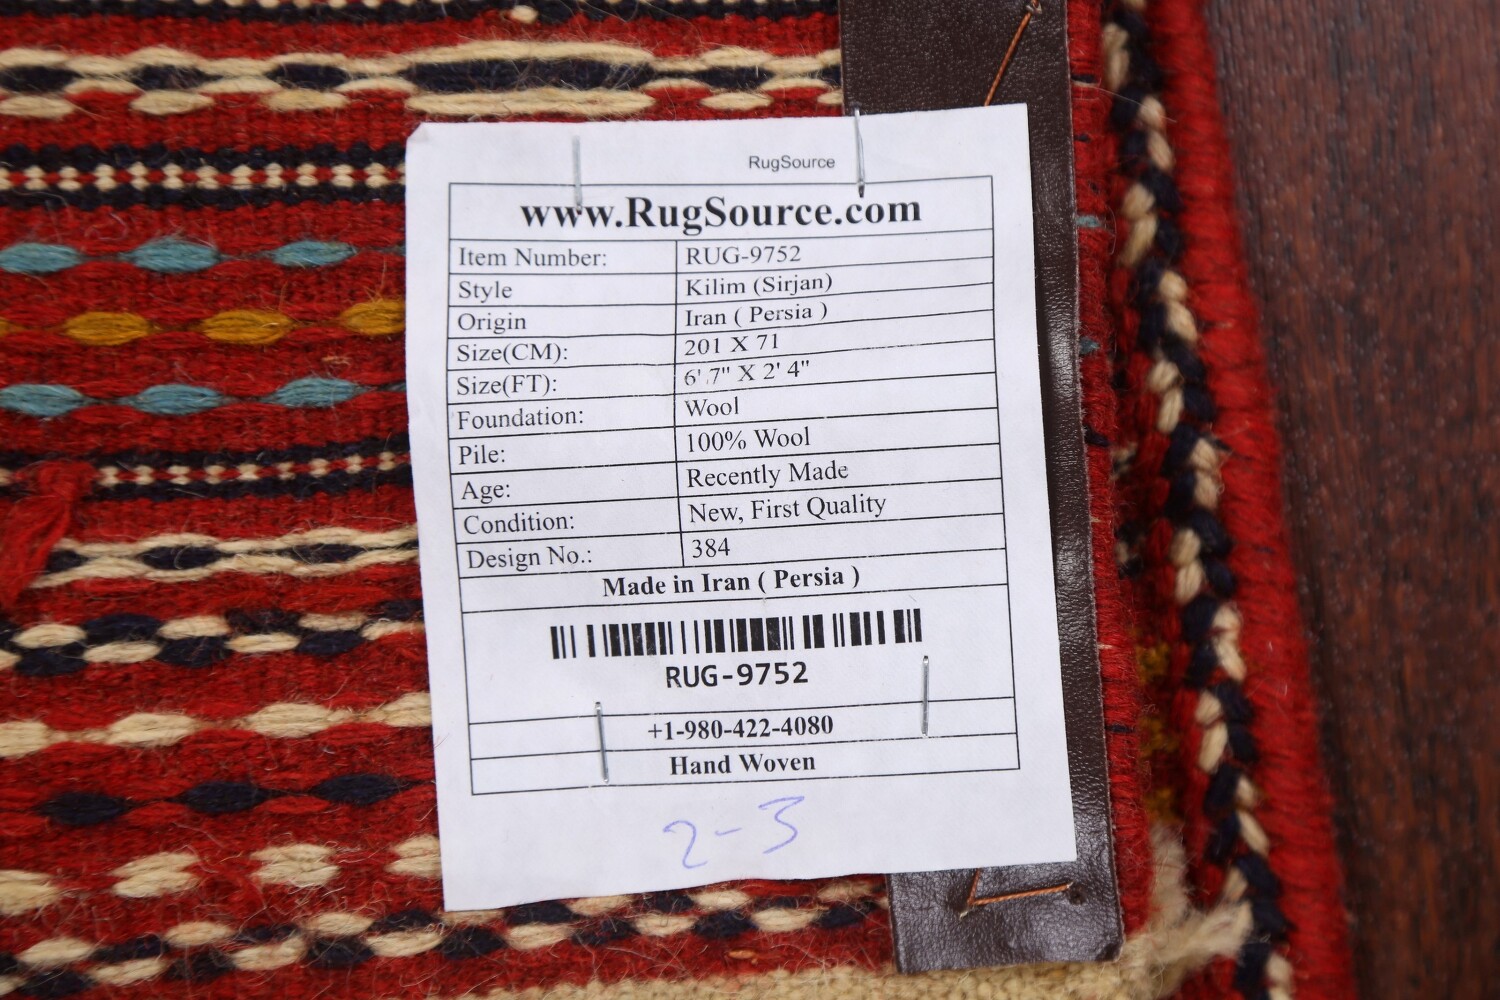 RugSource
www.RugSource.com
Item Number: RUG-9752
Style Kilim (Sirjan)
Origin Iran ( Persia )
Size(CM): 201 X 71
Size(FT): 6' 7" X 2' 4"
Foundation: Wool
Pile: 100% Wool
Age: Recently Made
Condition: New, First Quality
Design No.: 384
Made in Iran ( Persia )
RUG-9752
+1-980-422-4080
Hand Woven
2-3